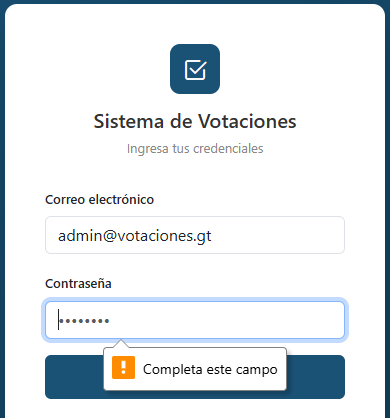 Sistema de Votaciones
Ingresa tus credenciales
Correo electrónico
admin@votaciones.gt
Contraseña
••••••••
Completa este campo